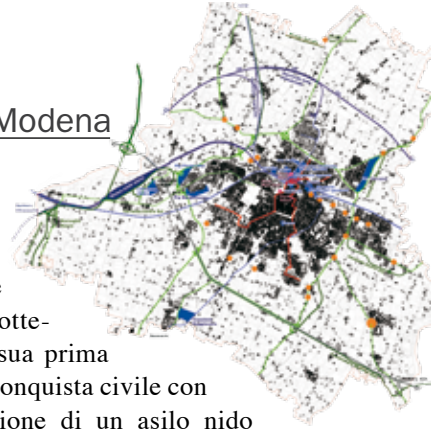 Modena
e
otte-
sua prima
onquista civile con
ione di un asilo nido